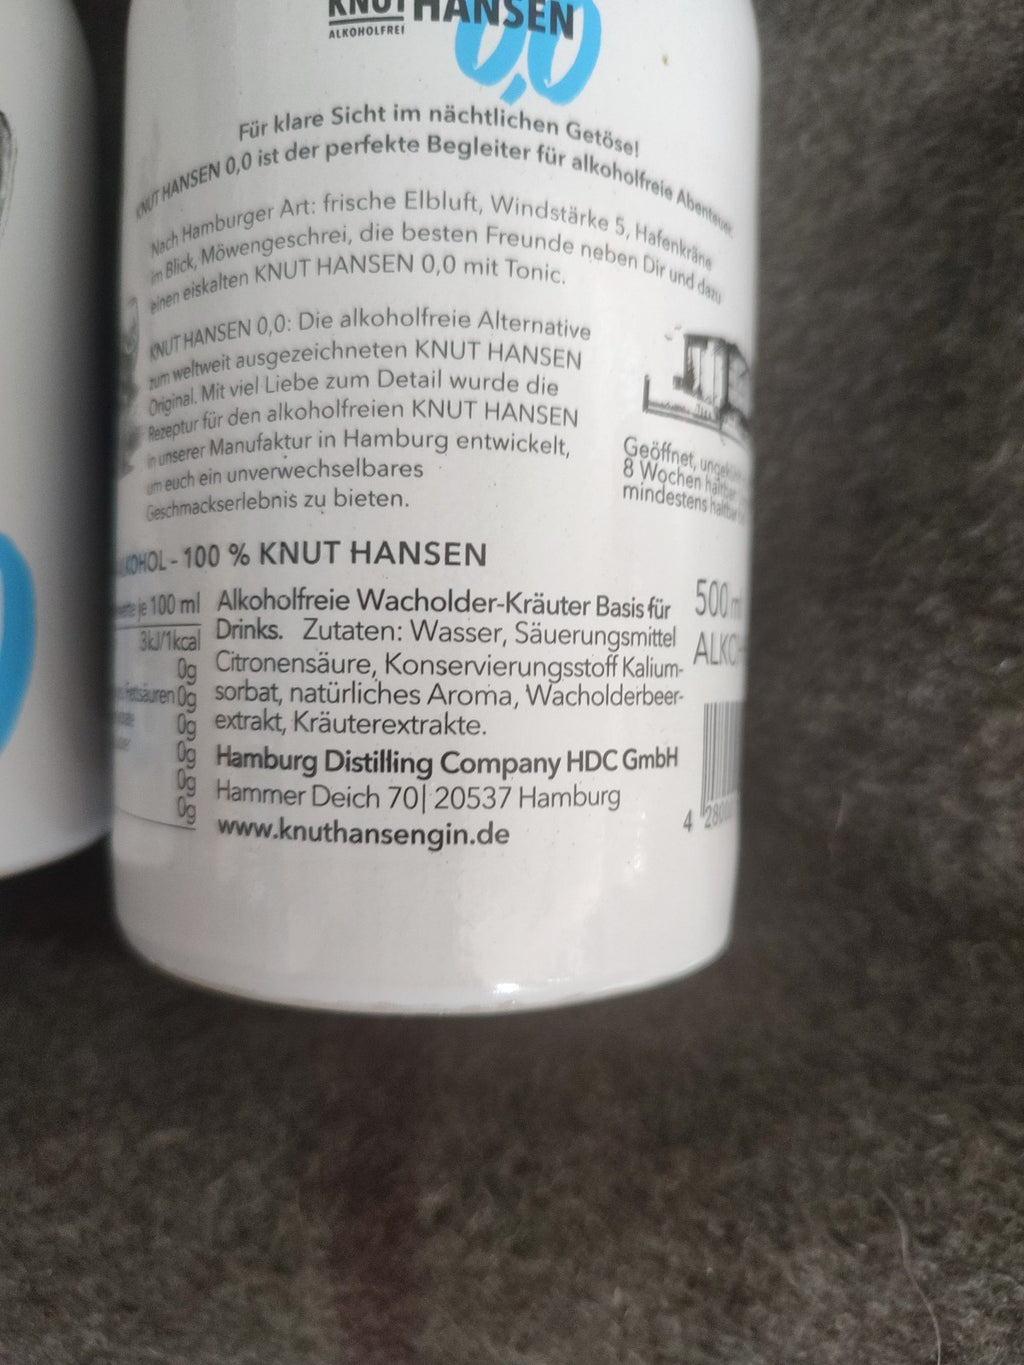 KNUT HANSEN
ALKOHOLFREI
0,0
Für klare Sicht im nächtlichen Getöse!
KNUT HANSEN 0,0 ist der perfekte Begleiter für alkoholfreie Abenteuer.
Nach Hamburger Art: frische Elbluft, Windstärke 5, Hafenkräne
im Blick, Möwengeschrei, die besten Freunde neben Dir und dazu
einen eiskalten KNUT HANSEN 0,0 mit Tonic.
KNUT HANSEN 0,0: Die alkoholfreie Alternative
zum weltweit ausgezeichneten KNUT HANSEN
Original. Mit viel Liebe zum Detail wurde die
Rezeptur für den alkoholfreien KNUT HANSEN
in unserer Manufaktur in Hamburg entwickelt,
um euch ein unverwechselbares
Geschmackserlebnis zu bieten.
Geöffnet,
8 Wochen haltbar
mindestens haltbar
- 100 % KNUT HANSEN
je 100 ml
3kJ/1kcal
0g
0g
0g
0g
0g
0g
Alkoholfreie Wacholder-Kräuter Basis für
Drinks. Zutaten: Wasser, Säuerungsmittel
Citronensäure, Konservierungsstoff Kalium-
sorbat, natürliches Aroma, Wacholderbeer-
extrakt, Kräuterextrakte.
Hamburg Distilling Company HDC GmbH
Hammer Deich 70| 20537 Hamburg
www.knuthansengin.de
500
ALKO
4 280